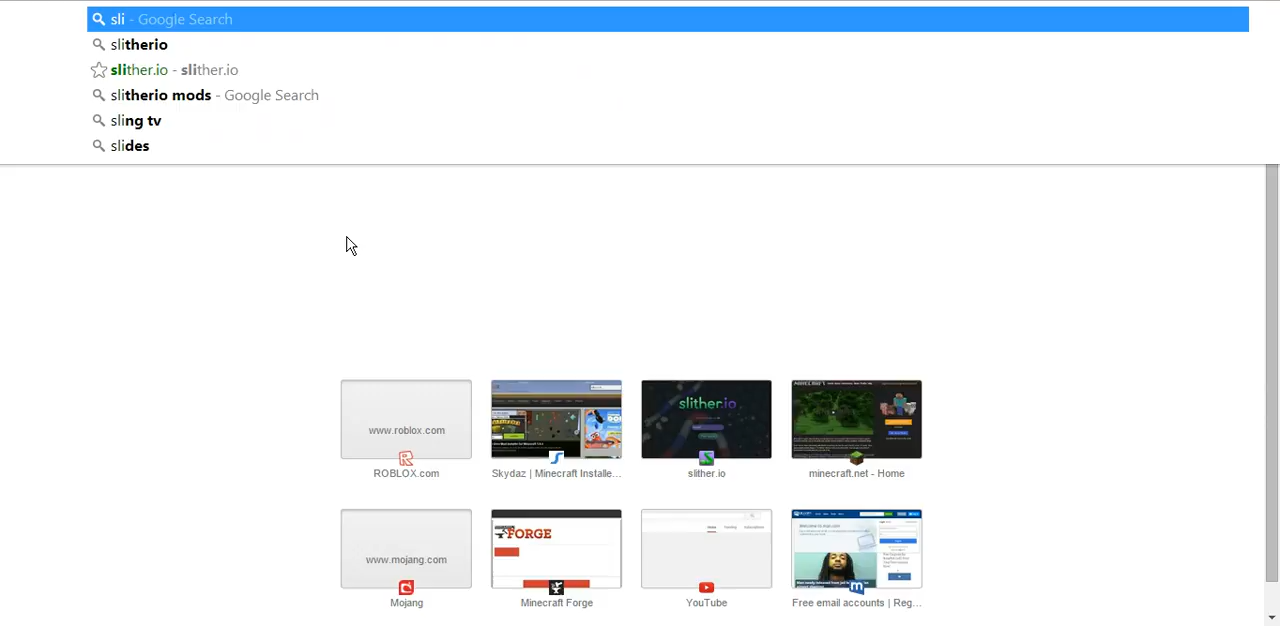 sli - Google Search
slitherio
slither.io - slither.io
slitherio mods - Google Search
sling tv
slides
www.roblox.com
slither.io
ROBLOX.com
Skydaz | Minecraft Installe...
slither.io
minecraft.net - Home
www.mojang.com
FORGE
Mojang
Minecraft Forge
YouTube
Free email accounts | Reg...